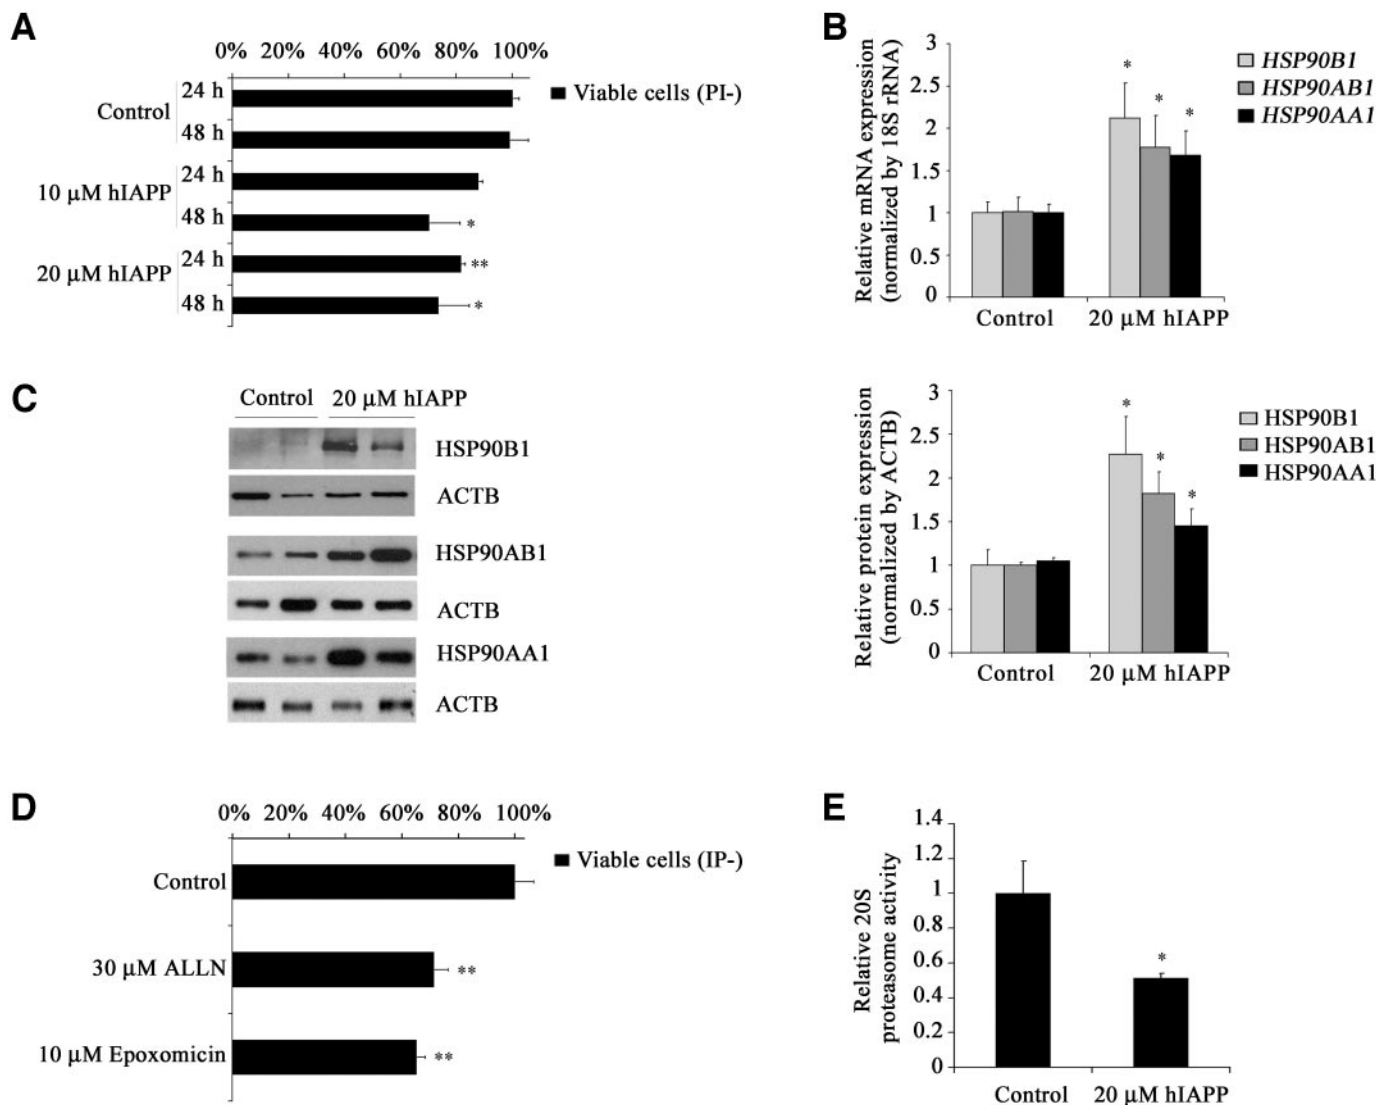 A
0% 20% 40% 60% 80% 100%
Control
24 h
48 h
10 μM hIAPP
24 h
48 h
*
20 μM hIAPP
24 h
**
48 h
*
Viable cells (PI-)
B
Relative mRNA expression
(normalized by 18S rRNA)
3
2.5
2
1.5
1
0.5
0
*
*
*
Control
20 μM hIAPP
HSP90B1
HSP90AB1
HSP90AA1
C
Control
20 μM hIAPP
HSP90B1
ACTB
HSP90AB1
ACTB
HSP90AA1
ACTB
Relative protein expression
(normalized by ACTB)
3
2.5
2
1.5
1
0.5
0
*
*
*
Control
20 μM hIAPP
HSP90B1
HSP90AB1
HSP90AA1
D
0% 20% 40% 60% 80% 100%
Control
30 μM ALLN
**
10 μM Epoxomicin
**
Viable cells (IP-)
E
Relative 20S
proteasome activity
1.4
1.2
1
0.8
0.6
0.4
0.2
0
*
Control
20 μM hIAPP